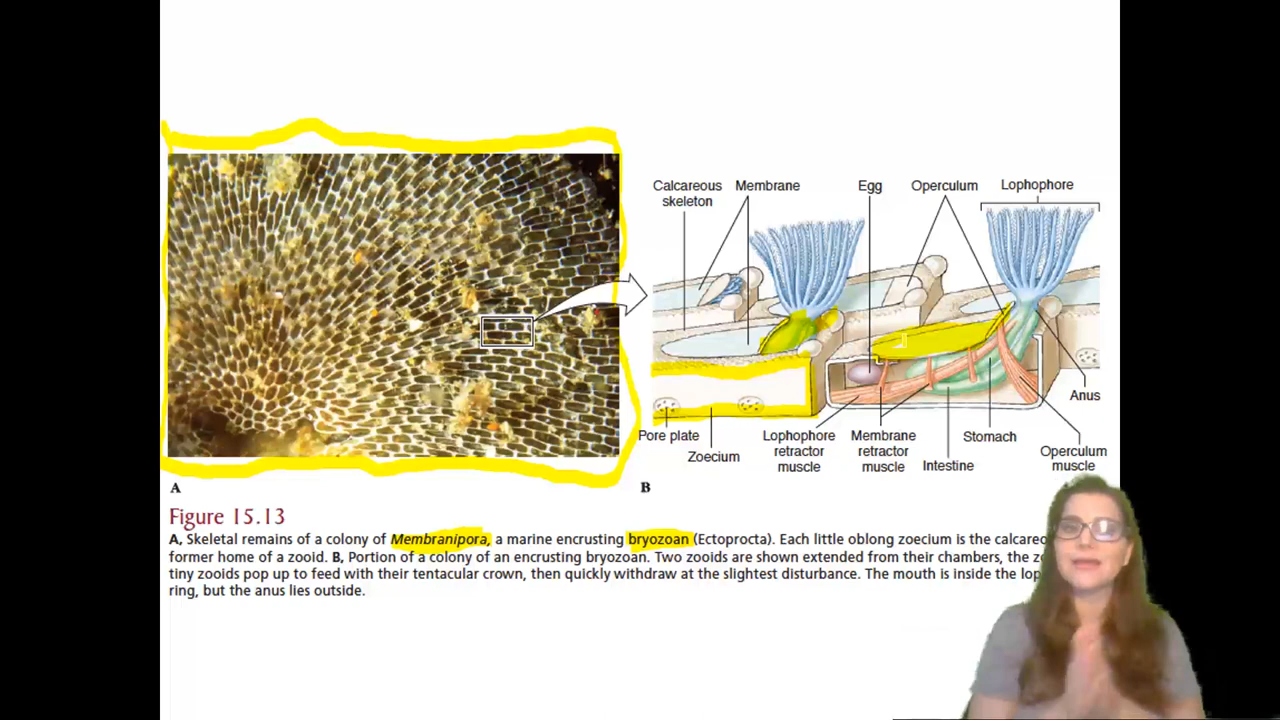 Calcareous
skeleton
Membrane
Egg
Operculum
Lophophore
Anus
Pore plate
Zoecium
Lophophore
retractor
muscle
Membrane
retractor
muscle
Intestine
Stomach
Operculum
muscle
A
B
Figure 15.13
A, Skeletal remains of a colony of Membranipora, a marine encrusting bryozoan (Ectoprocta). Each little oblong zoecium is the
former home of a zooid. B, Portion of a colony of an encrusting bryozoan. Two zooids are shown extended from their chambers, the
tiny zooids pop up to feed with their tentacular crown, then quickly withdraw at the slightest disturbance. The mouth is inside the
ring, but the anus lies outside.